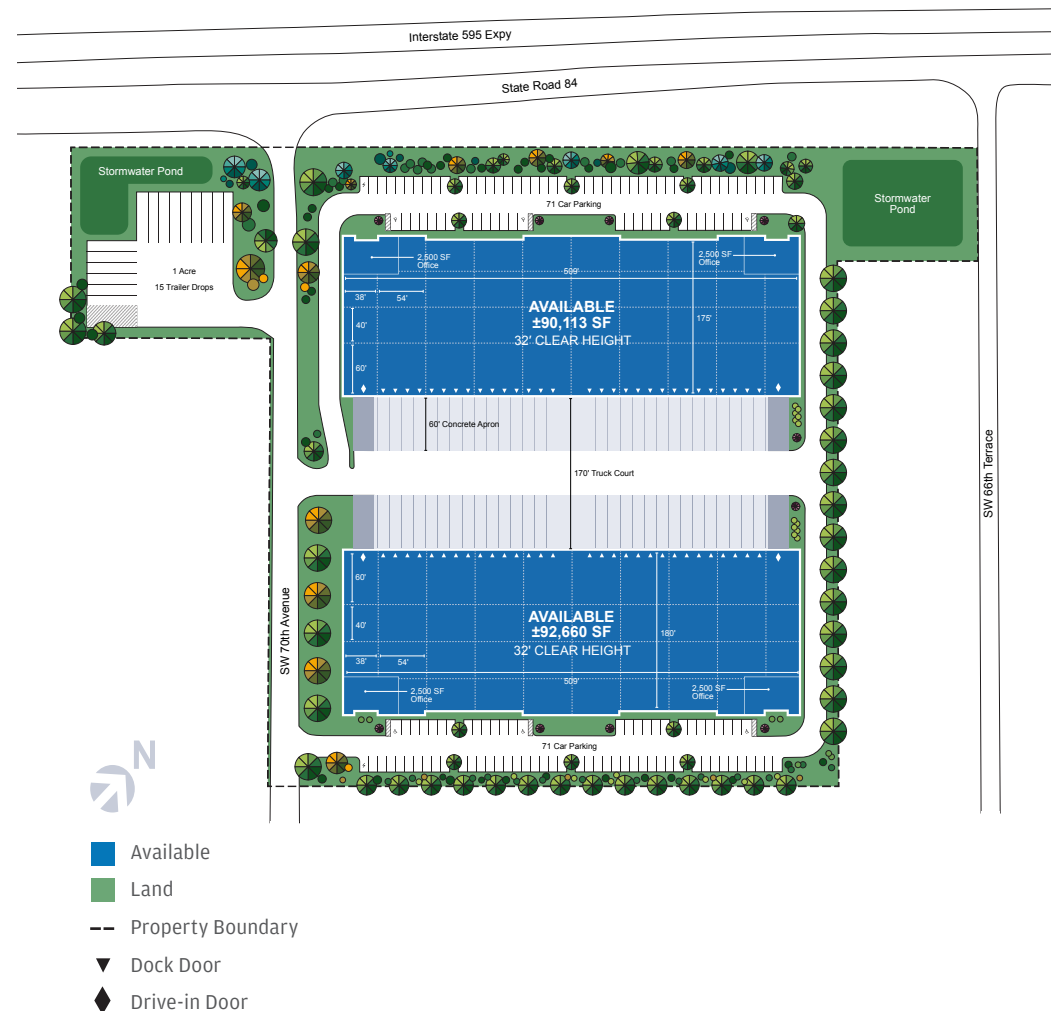 Interstate 595 Expy
State Road 84
Stormwater Pond
Stormwater
Pond
71 Car Parking
1 Acre
15 Trailer Drops
2,500 SF
Office
2,500 SF
Office
509'
38'
54'
AVAILABLE
±90,113 SF
32' CLEAR HEIGHT
175'
40'
60'
60' Concrete Apron
170' Truck Court
SW 66th Terrace
SW 70th Avenue
60'
AVAILABLE
±92,660 SF
32' CLEAR HEIGHT
40'
180'
38'
54'
509'
2,500 SF
Office
2,500 SF
Office
71 Car Parking
N
Available
Land
Property Boundary
Dock Door
Drive-in Door